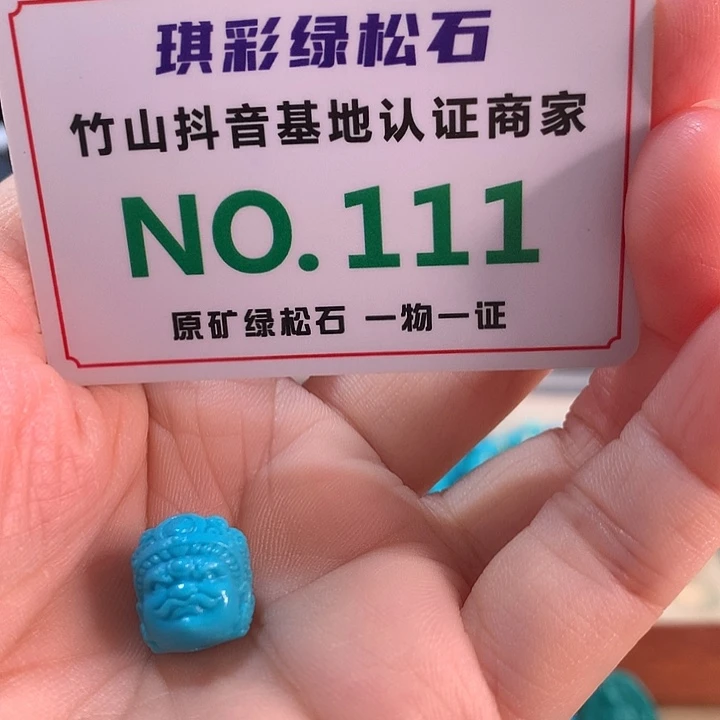 琪彩绿松石
竹山抖音基地认证商家
NO.111
原矿绿松石 一物一证